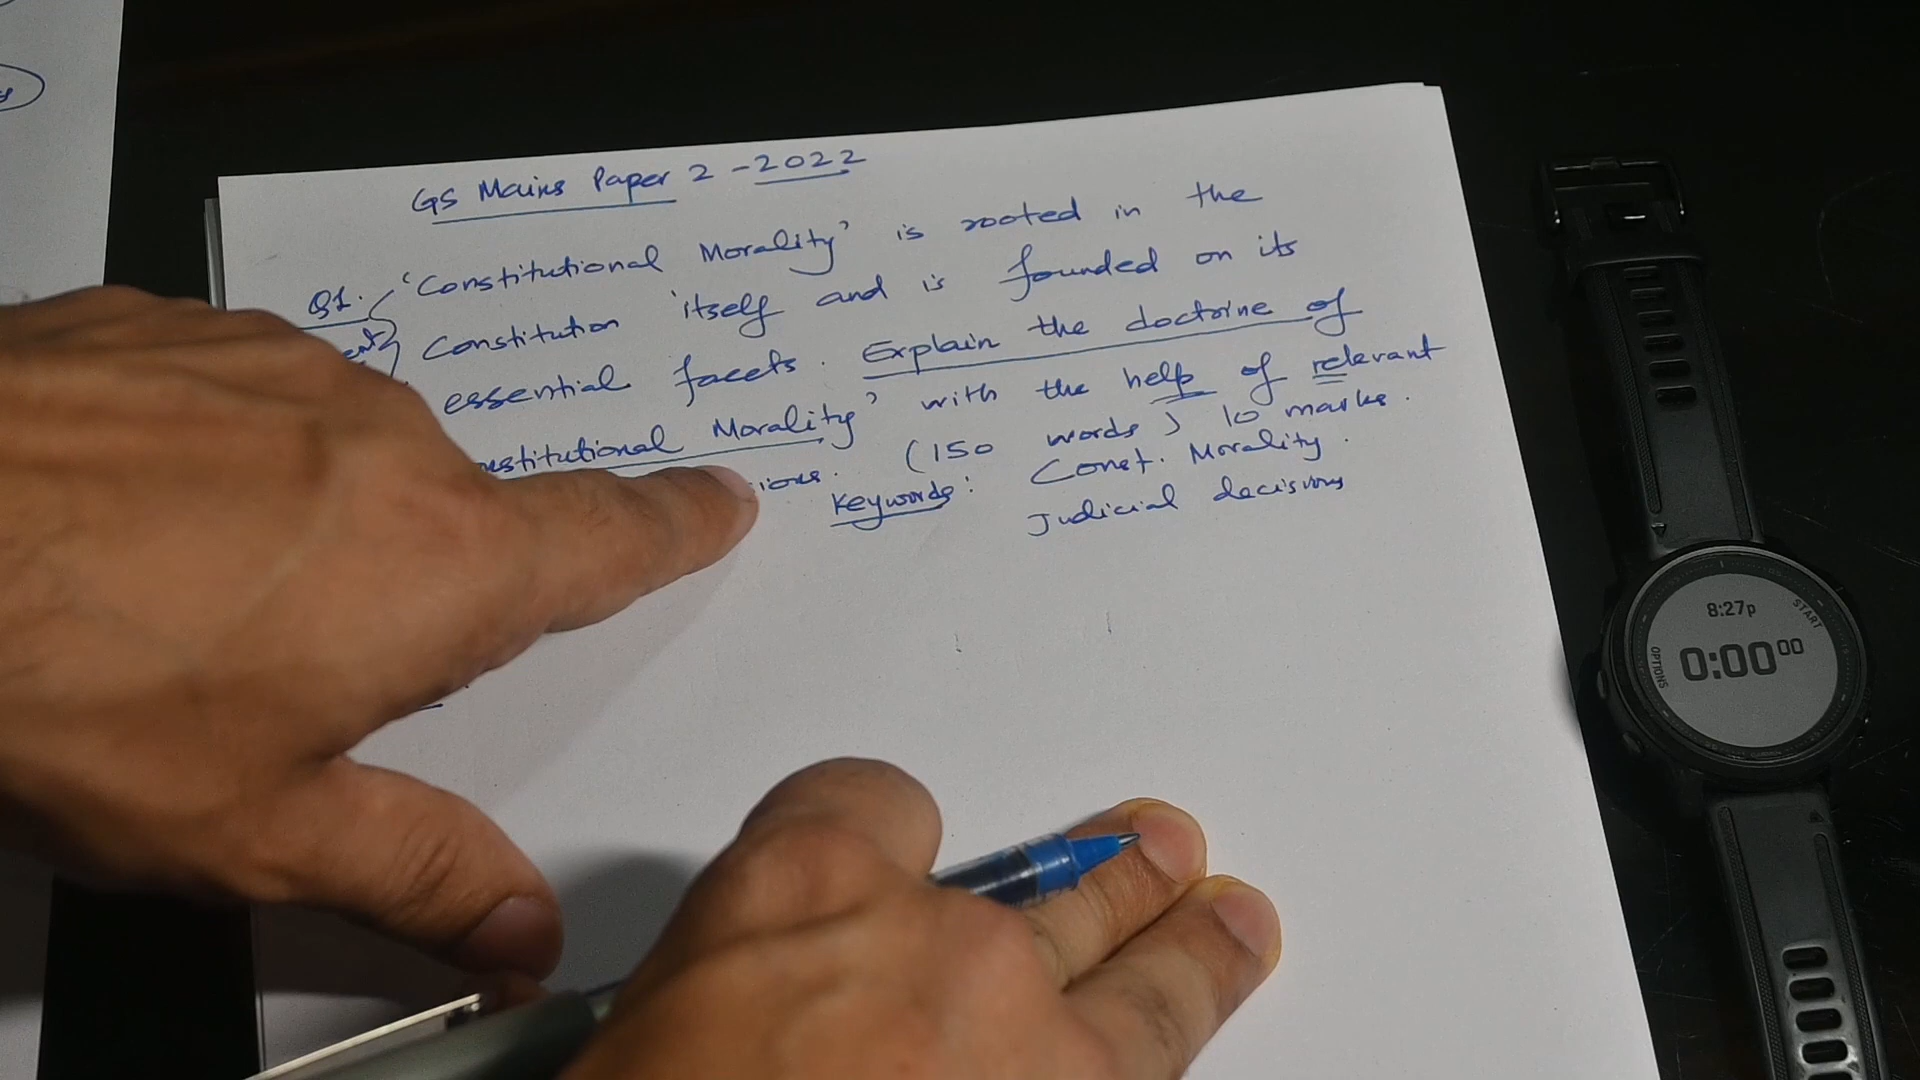 GS Mains Paper 2 - 2022
Q1. 'Constitutional Morality' is rooted in the
Constitution itself and is founded on its
essential facets. Explain the doctrine of
nstitutional Morality' with the help of relevant
ions. (150 words) 10 marks.
Keywords: Const. Morality.
Judicial decisions
8:27p
START
0:00 00
OPTIONS